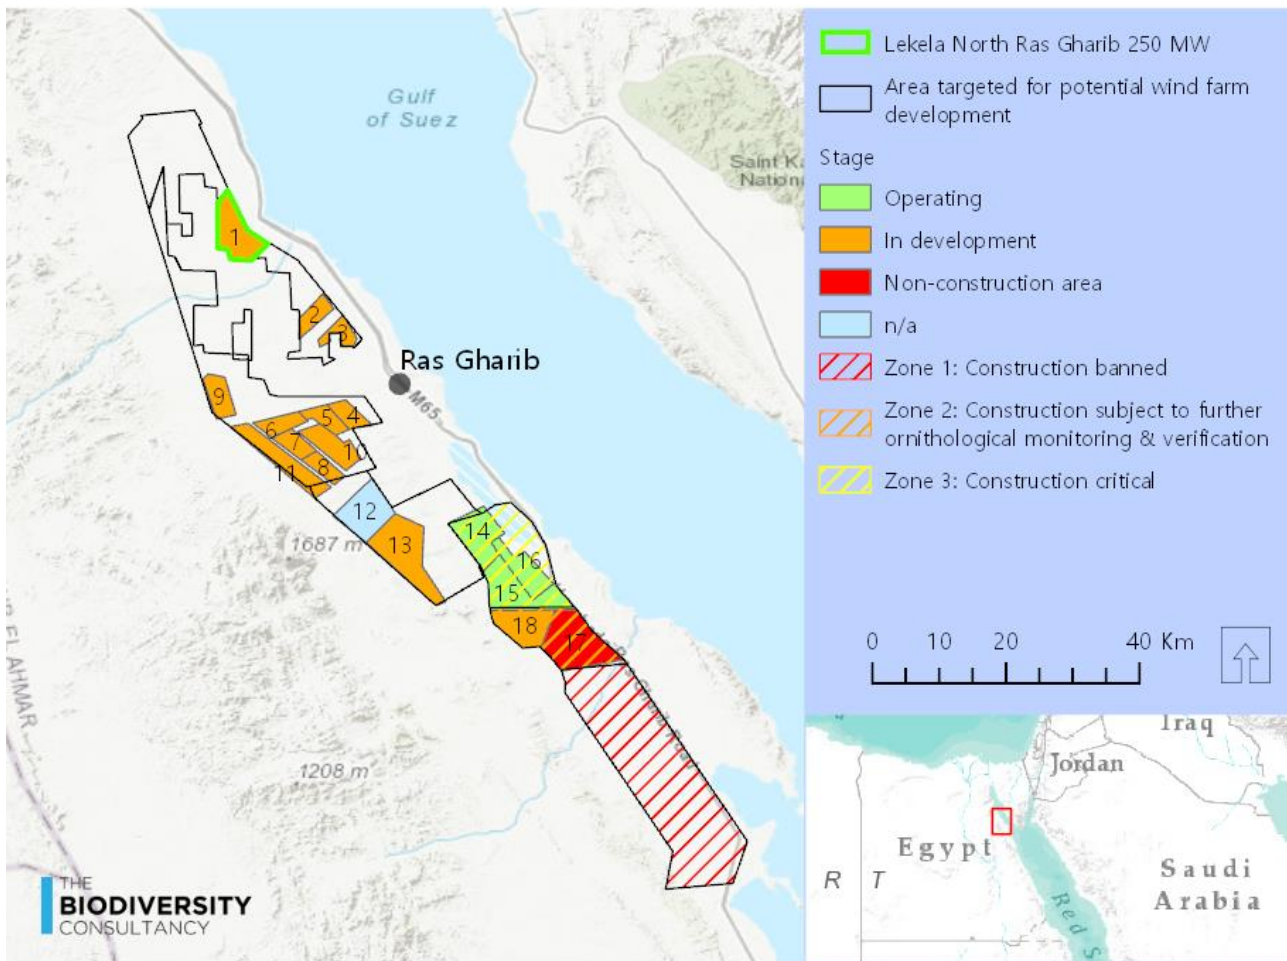 Gulf
of Suez
Saint K
Nation
1
2
3
Ras Gharib
M65
9
5
4
6
7
10
8
11
12
14
1687 m
13
16
15
18
17
1208 m
EL AHMAR
THE
BIODIVERSITY
CONSULTANCY
Lekela North Ras Gharib 250 MW
Area targeted for potential wind farm
development
Stage
Operating
In development
Non-construction area
n/a
Zone 1: Construction banned
Zone 2: Construction subject to further
ornithological monitoring & verification
Zone 3: Construction critical
0 10 20 40 Km
Iraq
Jordan
Egypt
Saudi
Arabia
R T
Red S